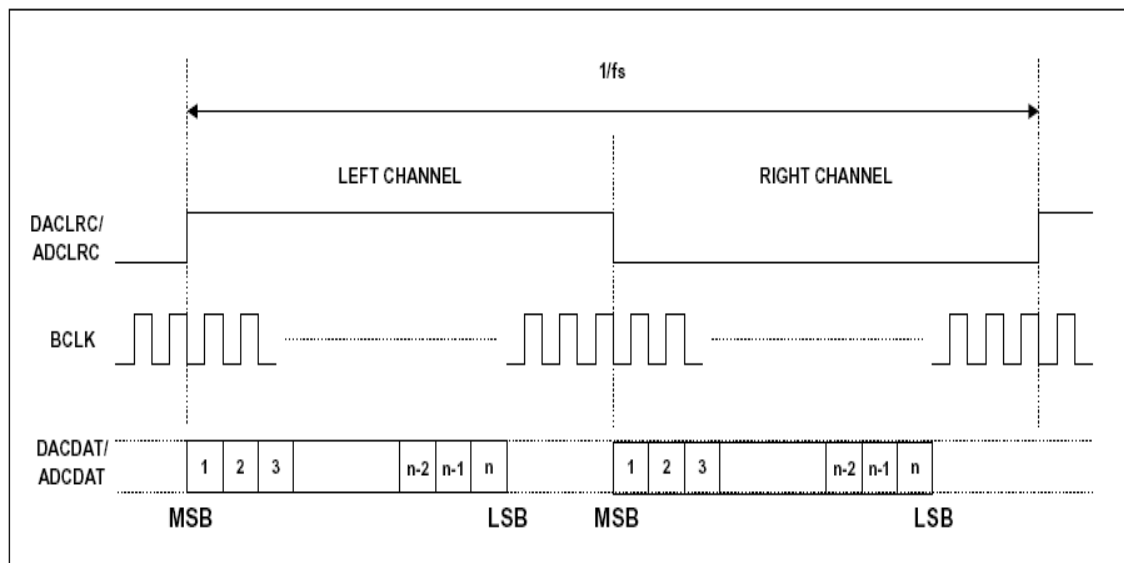 1/fs
LEFT CHANNEL RIGHT CHANNEL
DACLRC/
ADCLRC
BCLK
DACDAT/
ADCDAT
1 2 3 n-2 n-1 n 1 2 3 n-2 n-1 n
MSB LSB MSB LSB